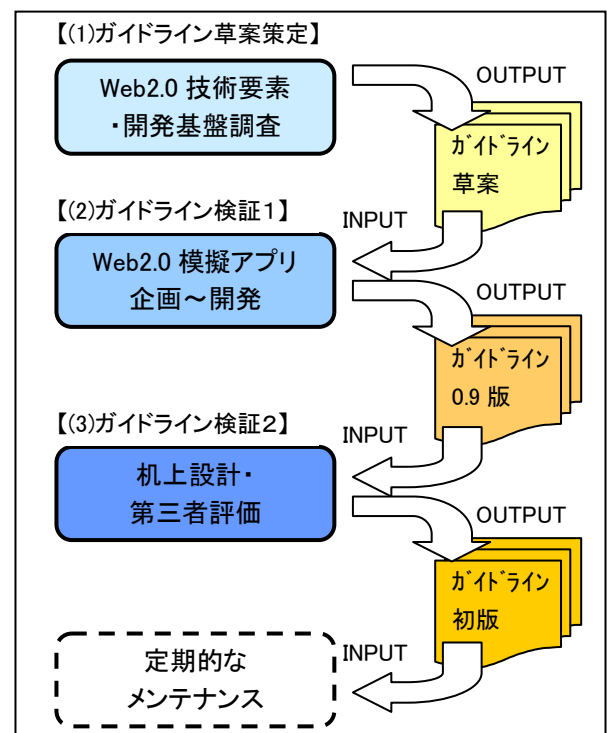 【(1)ガイドライン草案策定】
Web2.0 技術要素
・開発基盤調査
OUTPUT
ｶﾞｲﾄﾞﾗｲﾝ
草案
【(2)ガイドライン検証１】
INPUT
Web2.0 模擬アプリ
企画～開発
OUTPUT
ｶﾞｲﾄﾞﾗｲﾝ
0.9 版
【(3)ガイドライン検証２】
INPUT
机上設計・
第三者評価
OUTPUT
ｶﾞｲﾄﾞﾗｲﾝ
初版
INPUT
定期的な
メンテナンス